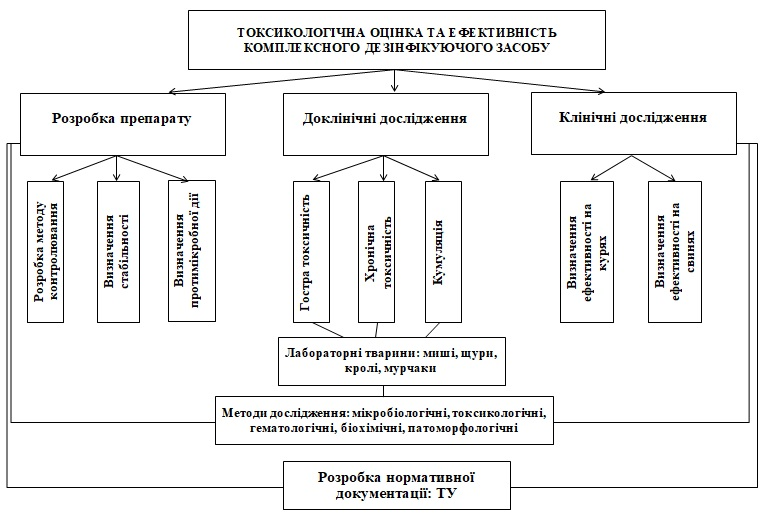 ТОКСИКОЛОГІЧНА ОЦІНКА ТА ЕФЕКТИВНІСТЬ
КОМПЛЕКСНОГО ДЕЗІНФІКУЮЧОГО ЗАСОБУ
Розробка препарату
Доклінічні дослідження
Клінічні дослідження
Розробка методу
контролювання
Визначення
стабільності
Визначення
протимікробної дії
Гостра токсичність
Хронічна
токсичність
Кумуляція
Визначення
ефективності на
курях
Визначення
ефективності на
свинях
Лабораторні тварини: миші, щури,
кролі, мурчаки
Методи дослідження: мікробіологічні, токсикологічні,
гематологічні, біохімічні, патоморфологічні
Розробка нормативної
документації: ТУ